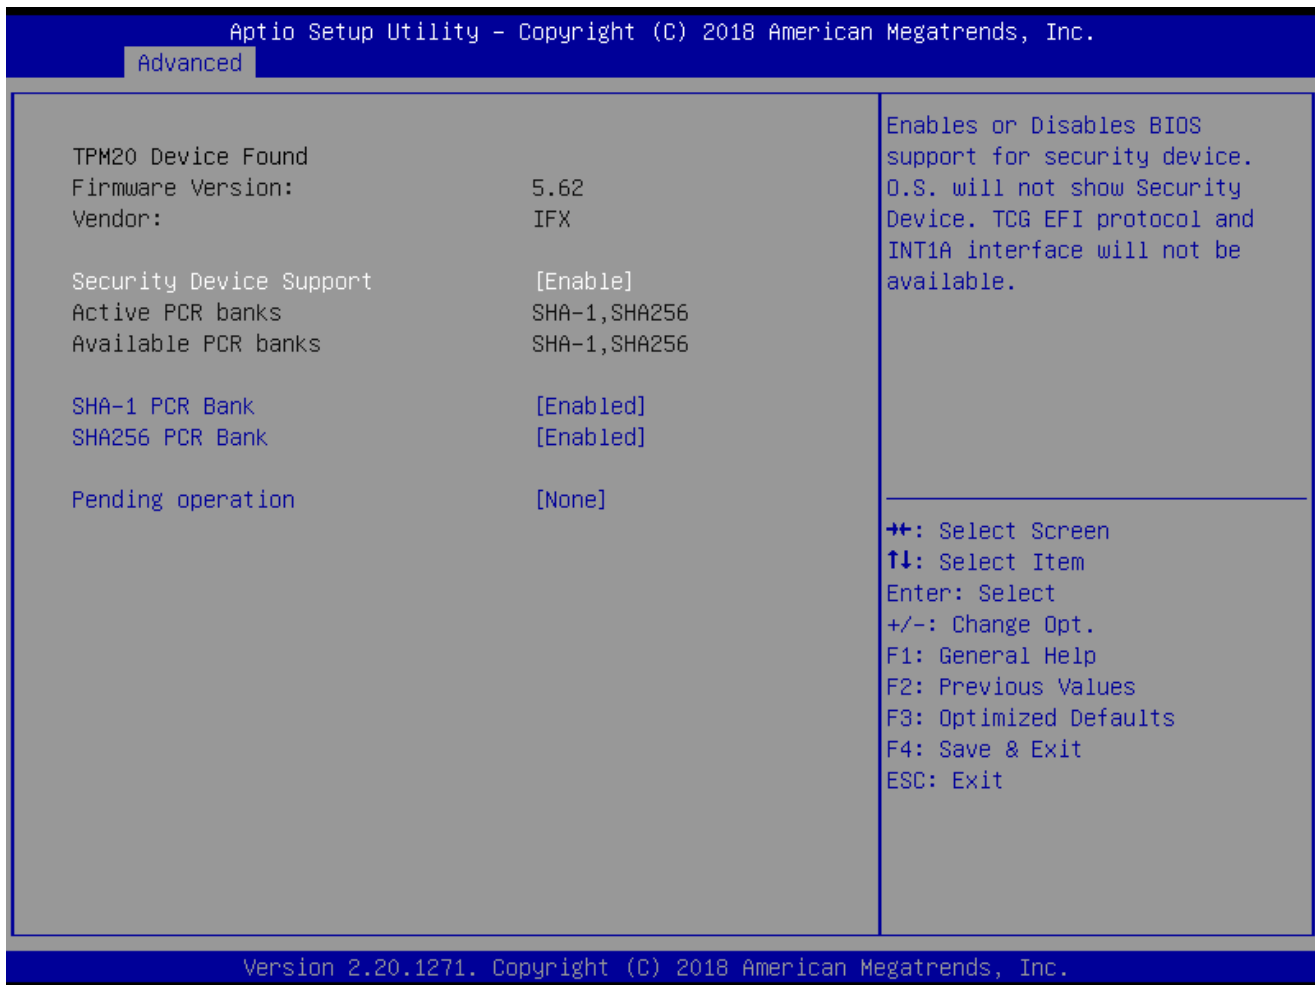 Aptio Setup Utility – Copyright (C) 2018 American Megatrends, Inc.
Advanced
TPM20 Device Found
Firmware Version: 5.62
Vendor: IFX
Security Device Support [Enable]
Active PCR banks SHA-1,SHA256
Available PCR banks SHA-1,SHA256
SHA-1 PCR Bank [Enabled]
SHA256 PCR Bank [Enabled]
Pending operation [None]
Enables or Disables BIOS
support for security device.
O.S. will not show Security
Device. TCG EFI protocol and
INT1A interface will not be
available.
→←: Select Screen
↑↓: Select Item
Enter: Select
+/-: Change Opt.
F1: General Help
F2: Previous Values
F3: Optimized Defaults
F4: Save & Exit
ESC: Exit
Version 2.20.1271. Copyright (C) 2018 American Megatrends, Inc.